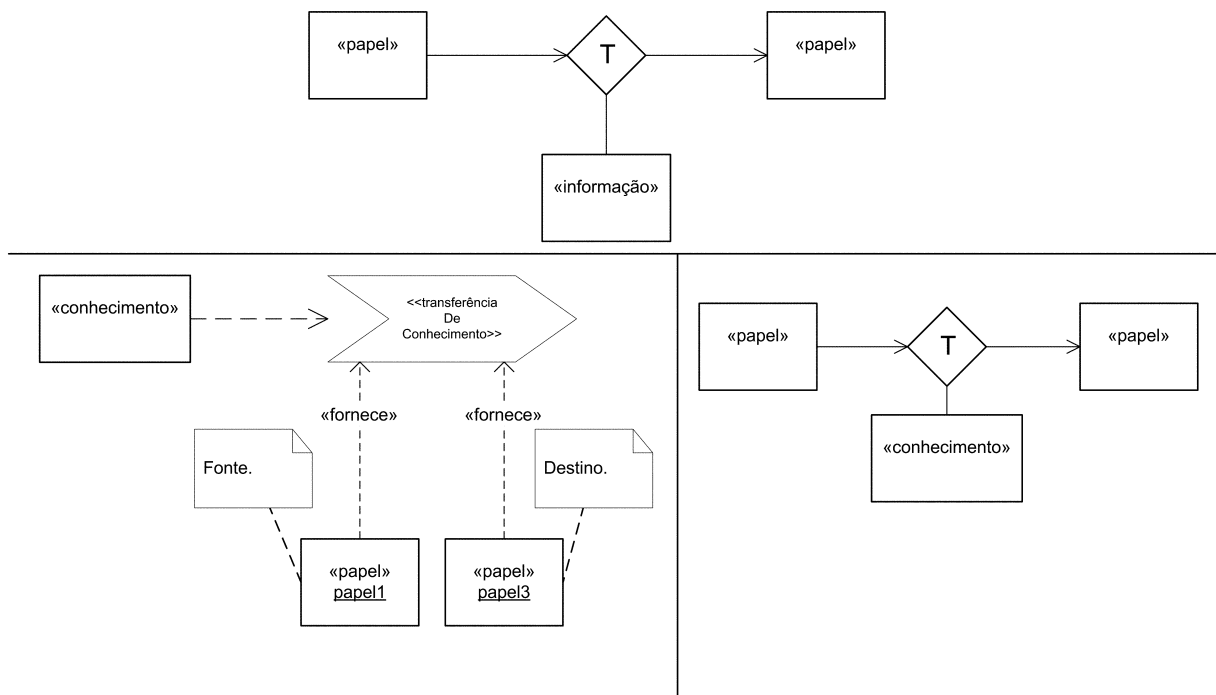 «papel»
T
«papel»
«informação»
«conhecimento»
<<transferência
De
Conhecimento>>
«fornece»
«fornece»
Fonte.
Destino.
«papel»
papel1
«papel»
papel3
«papel»
T
«papel»
«conhecimento»